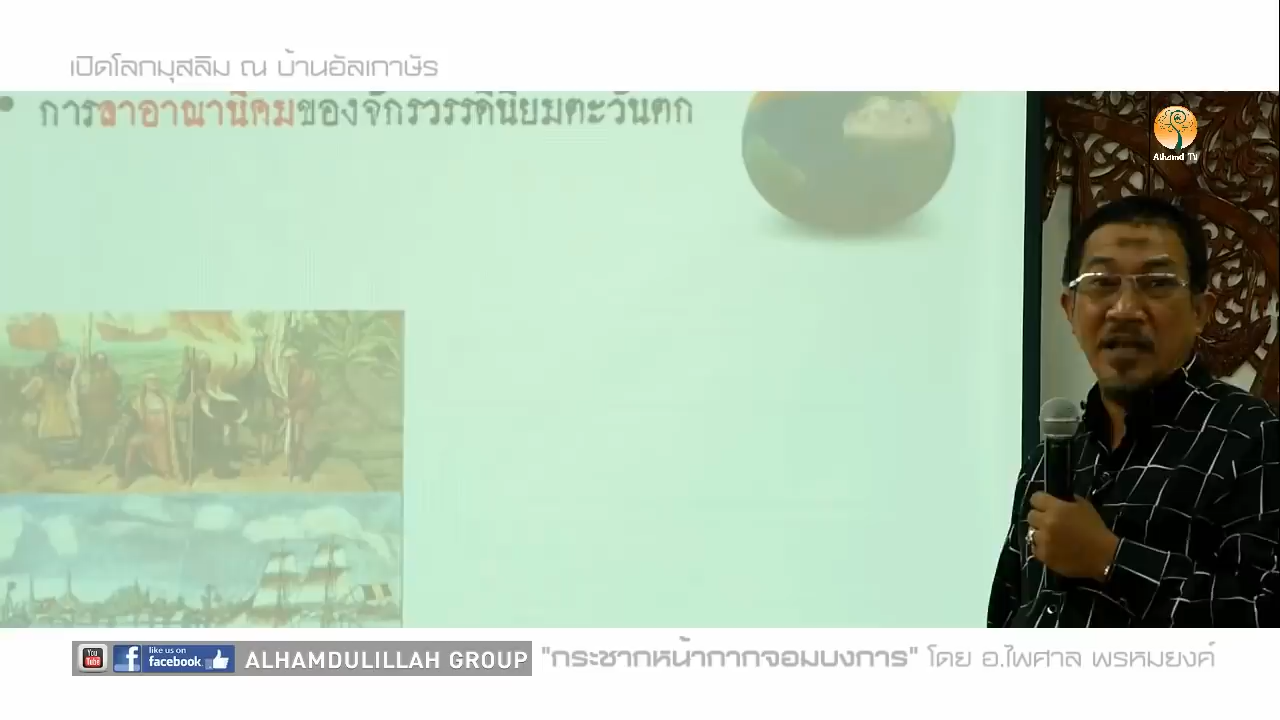 เปิดโลกมุสลิม ณ บ้านอัลเกาษัร
• การลาอาณานิคมของจักรวรรดินิยมตะวันตก
Alhamd TV
You Tube
like us on
facebook
ALHAMDULILLAH GROUP
"กระชากหน้ากากจอมบงการ" โดย อ.ไพศาล พรหมยงค์